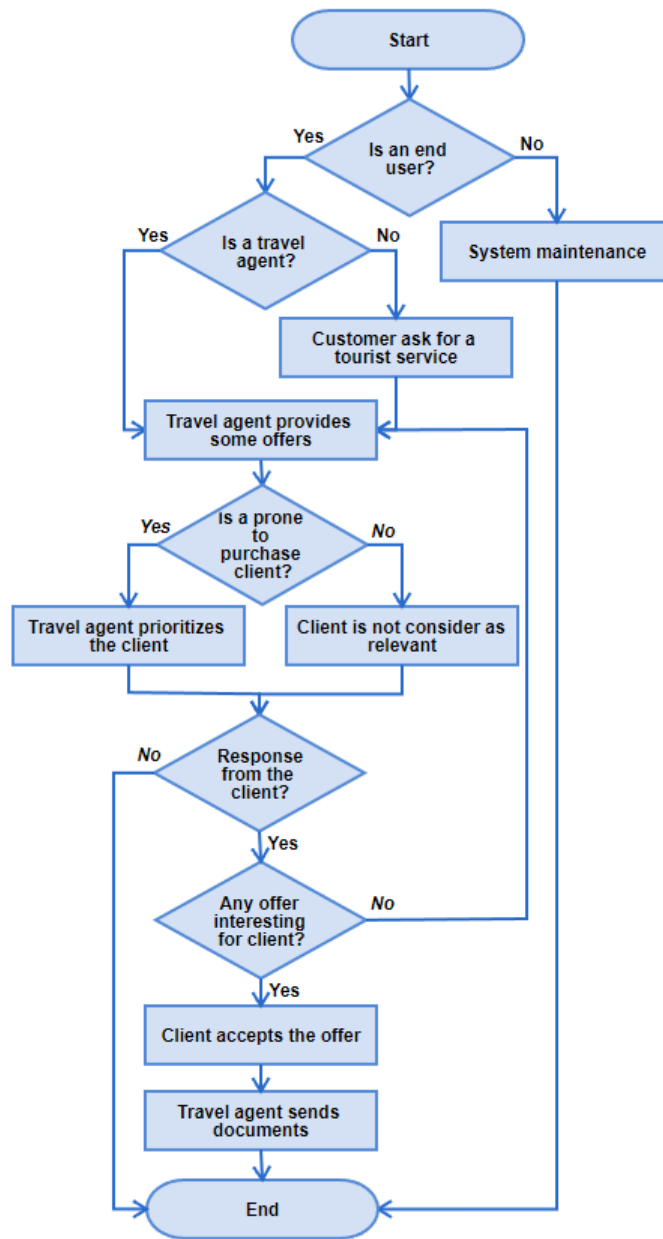 Start
Yes
Is an end
user?
No
Yes
Is a travel
agent?
No
System maintenance
Customer ask for a
tourist service
Travel agent provides
some offers
Yes
Is a prone
to
purchase
client?
No
Travel agent prioritizes
the client
Client is not consider as
relevant
No
Response
from the
client?
Yes
Any offer
interesting
for client?
No
Yes
Client accepts the offer
Travel agent sends
documents
End